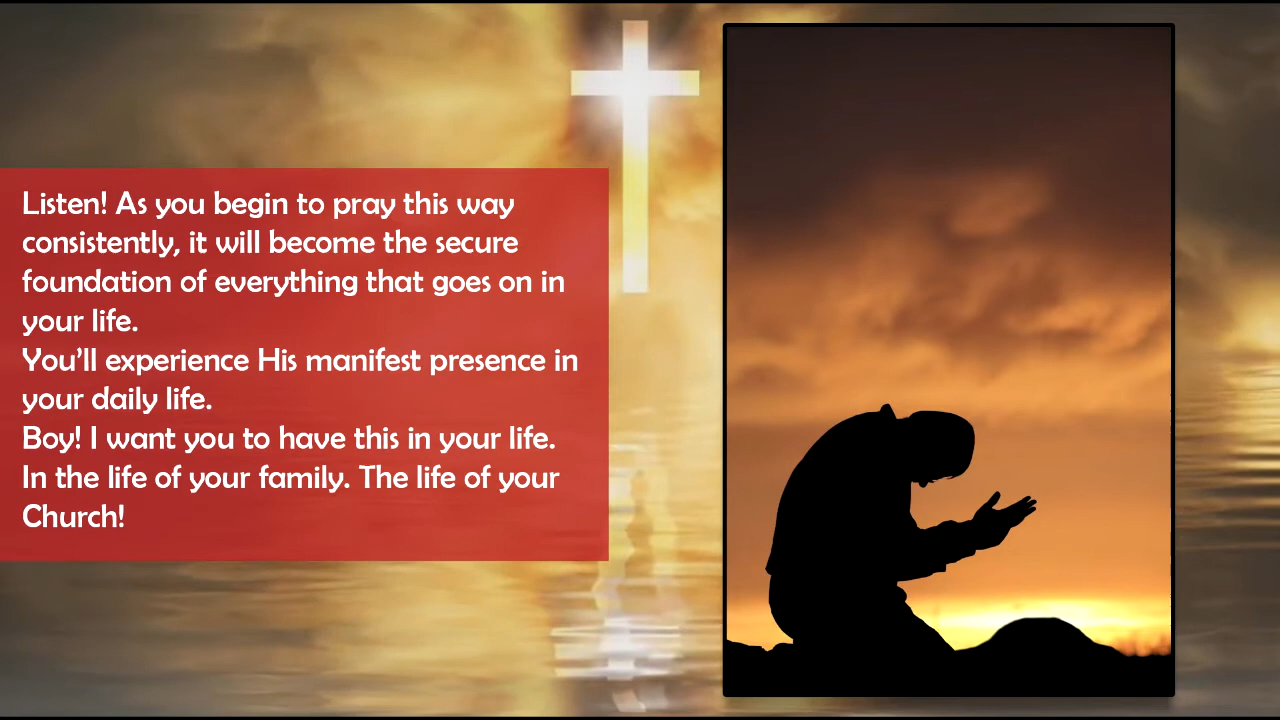 Listen! As you begin to pray this way
consistently, it will become the secure
foundation of everything that goes on in
your life.
You’ll experience His manifest presence in
your daily life.
Boy! I want you to have this in your life.
In the life of your family. The life of your
Church!